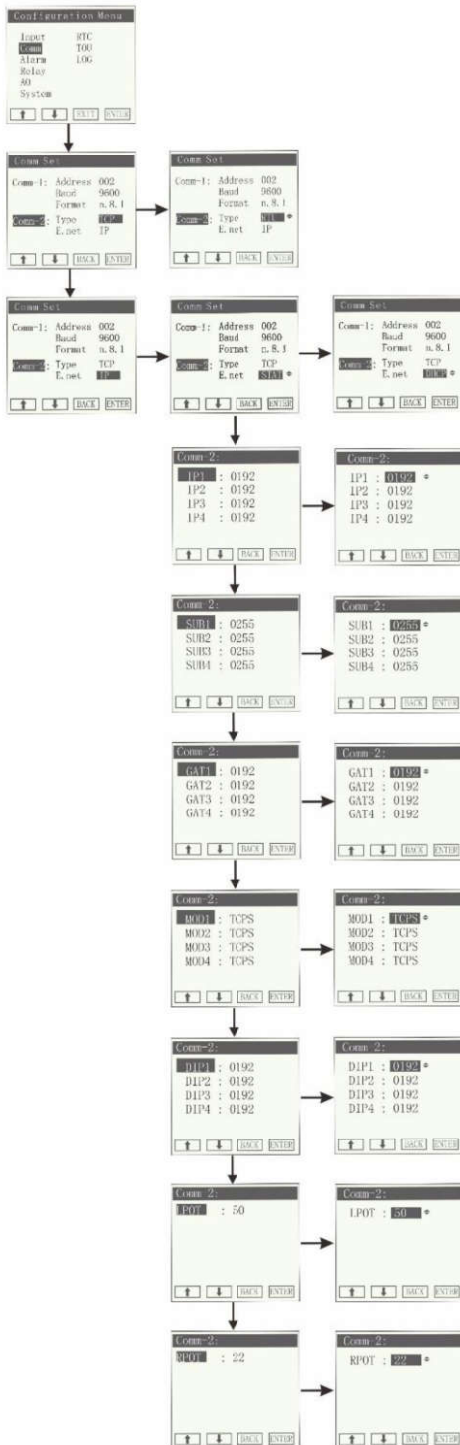 Configuration Menu
Input RTC
Comm TOU
Alarm LOG
Relay
AO
System
EXIT ENTER
Comm Set
Comm-1: Address 002
Baud 9600
Format n.8.1
Comm-2: Type TCP
E.net IP
BACK ENTER
Comm Set
Comm-1: Address 002
Baud 9600
Format n.8.1
Comm-2: Type
E.net IP
BACK ENTER
Comm Set
Comm-1: Address 002
Baud 9600
Format n.8.1
Comm-2: Type TCP
E.net IP
BACK ENTER
Comm Set
Comm-1: Address 002
Baud 9600
Format n.8.1
Comm-2: Type TCP
E.net STAT
BACK ENTER
Comm Set
Comm-1: Address 002
Baud 9600
Format n.8.1
Comm-2: Type TCP
E.net DHCP
BACK ENTER
Comm-2:
IP1 : 0192
IP2 : 0192
IP3 : 0192
IP4 : 0192
BACK ENTER
Comm-2:
IP1 : 0192
IP2 : 0192
IP3 : 0192
IP4 : 0192
BACK ENTER
Comm-2:
SUB1 : 0255
SUB2 : 0255
SUB3 : 0255
SUB4 : 0255
BACK ENTER
Comm-2:
SUB1 : 0255
SUB2 : 0255
SUB3 : 0255
SUB4 : 0255
BACK ENTER
Comm-2:
GAT1 : 0192
GAT2 : 0192
GAT3 : 0192
GAT4 : 0192
BACK ENTER
Comm-2:
GAT1 : 0192
GAT2 : 0192
GAT3 : 0192
GAT4 : 0192
BACK ENTER
Comm-2:
MOD1 : TCPS
MOD2 : TCPS
MOD3 : TCPS
MOD4 : TCPS
BACK ENTER
Comm-2:
MOD1 : TCPS
MOD2 : TCPS
MOD3 : TCPS
MOD4 : TCPS
BACK ENTER
Comm-2:
DIP1 : 0192
DIP2 : 0192
DIP3 : 0192
DIP4 : 0192
BACK ENTER
Comm-2:
DIP1 : 0192
DIP2 : 0192
DIP3 : 0192
DIP4 : 0192
BACK ENTER
Comm-2:
LPOT : 50
BACK ENTER
Comm-2:
LPOT : 50
BACK ENTER
Comm-2:
RPOT : 22
BACK ENTER
Comm-2:
RPOT : 22
BACK ENTER